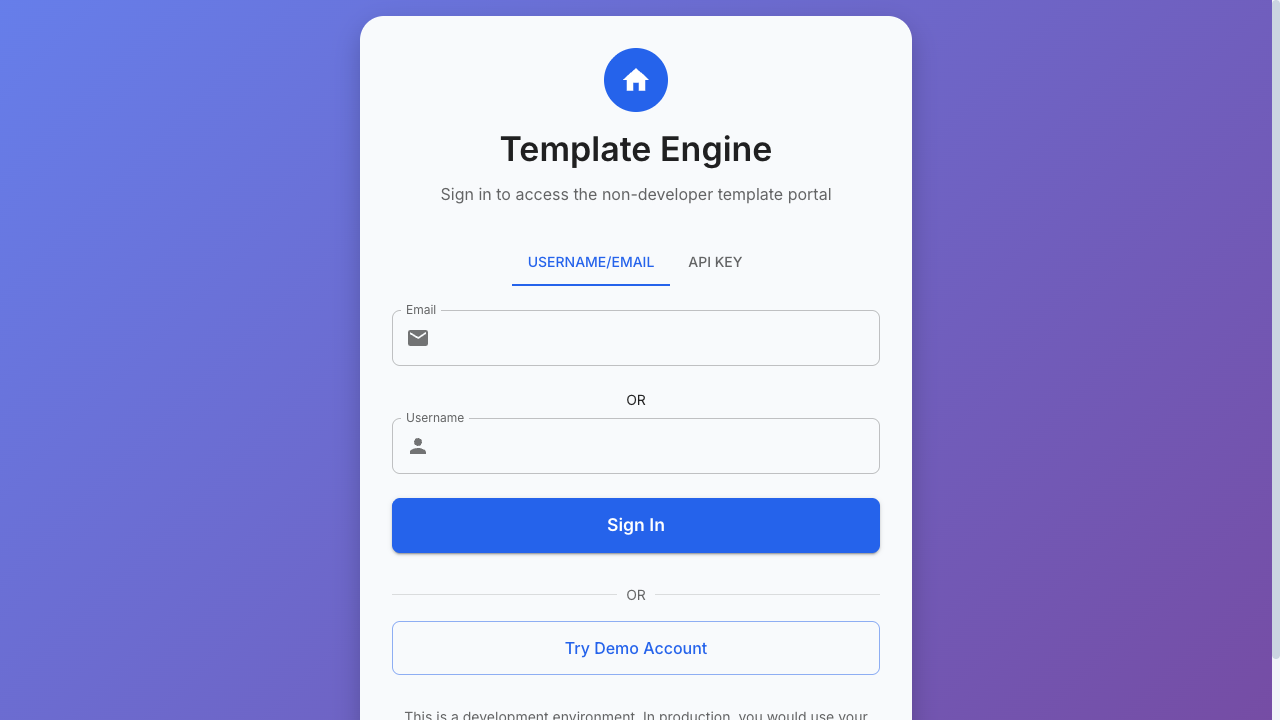 Template Engine
Sign in to access the non-developer template portal
USERNAME/EMAIL
API KEY
Email
OR
Username
Sign In
OR
Try Demo Account
This is a development environment. In production, you would use your